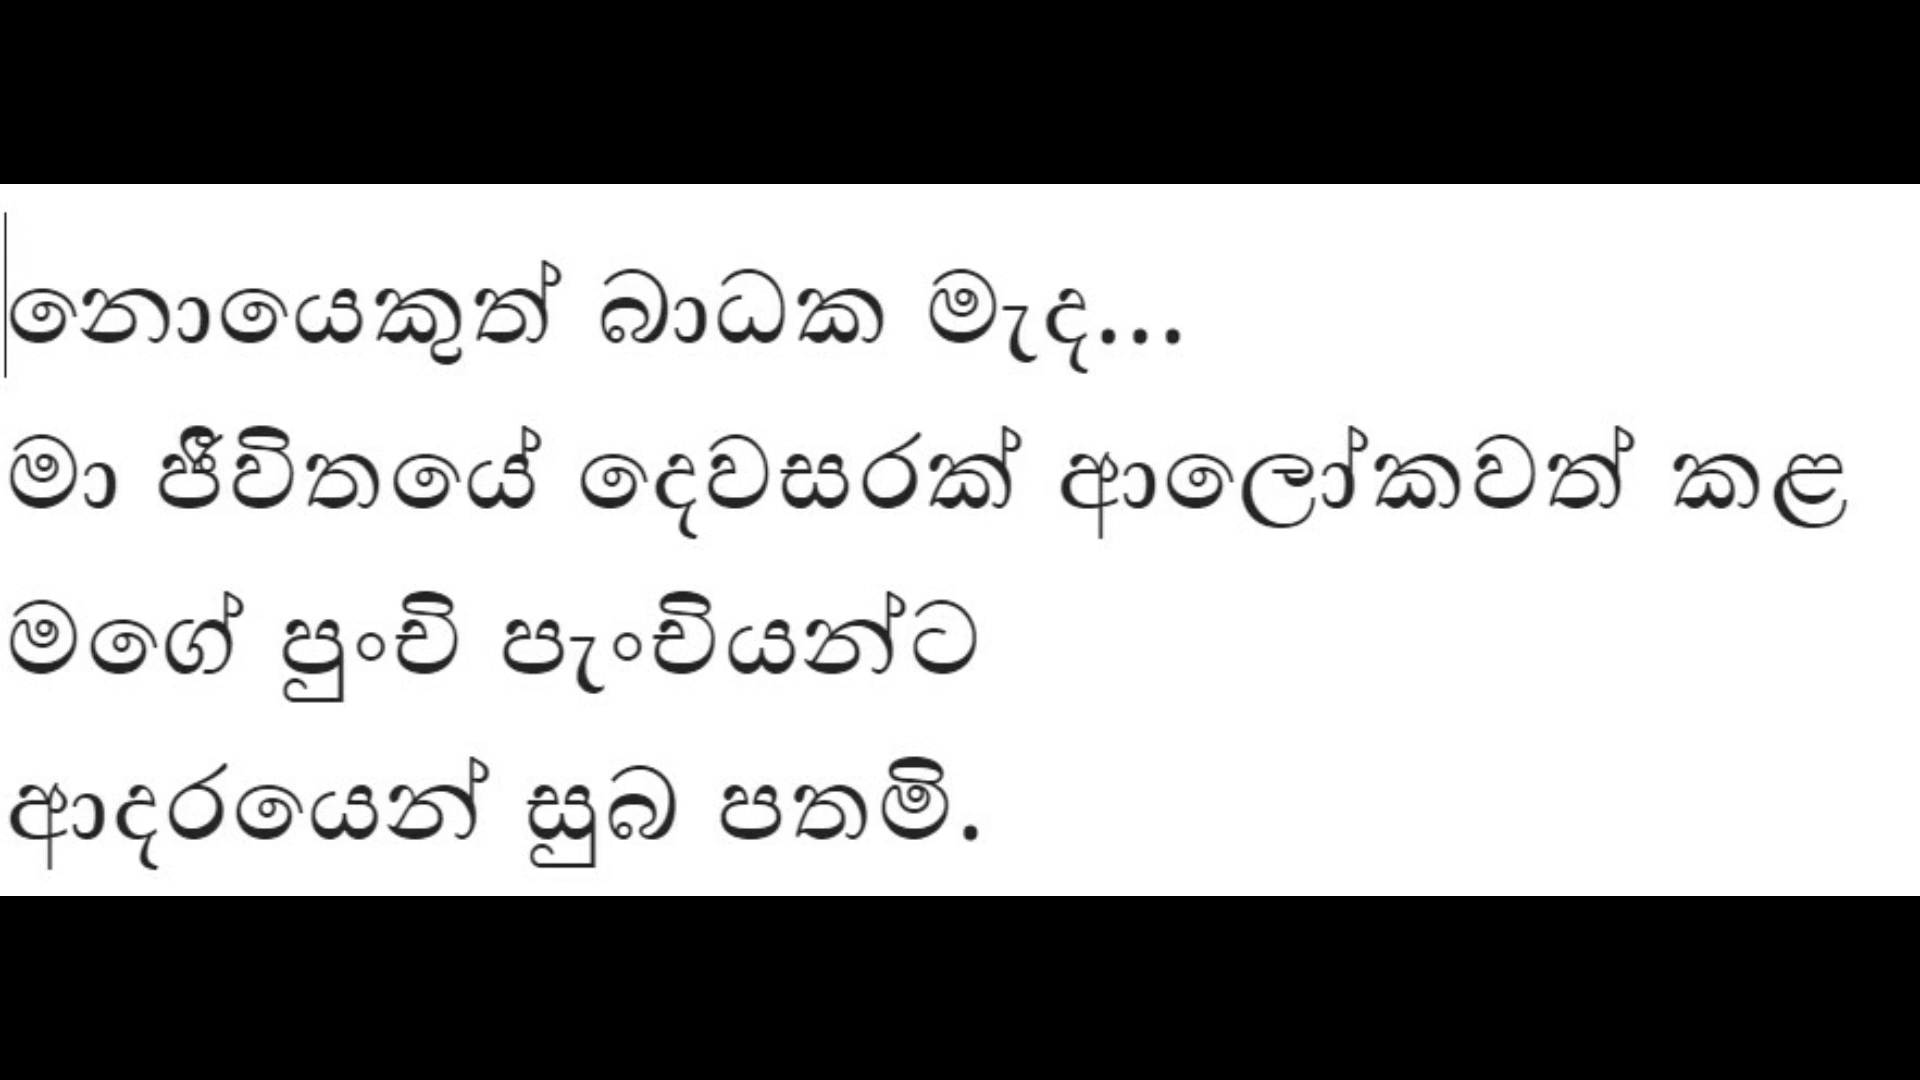 නොයෙකුත් බාධක මැද...
මා ජීවිතයේ දෙවසරක් ආලෝකවත් කළ
මගේ පුංචි පැංචියන්ට
ආදරයෙන් සුබ පතමි.